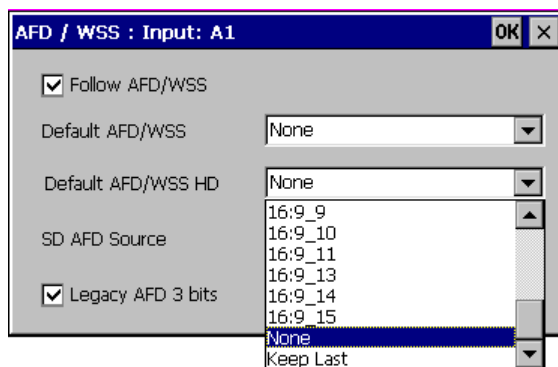 AFD / WSS : Input: A1 OK ×
Follow AFD/WSS
Default AFD/WSS None
Default AFD/WSS HD None
16:9_9
16:9_10
SD AFD Source
16:9_11
16:9_13
Legacy AFD 3 bits
16:9_14
16:9_15
None
Keep Last